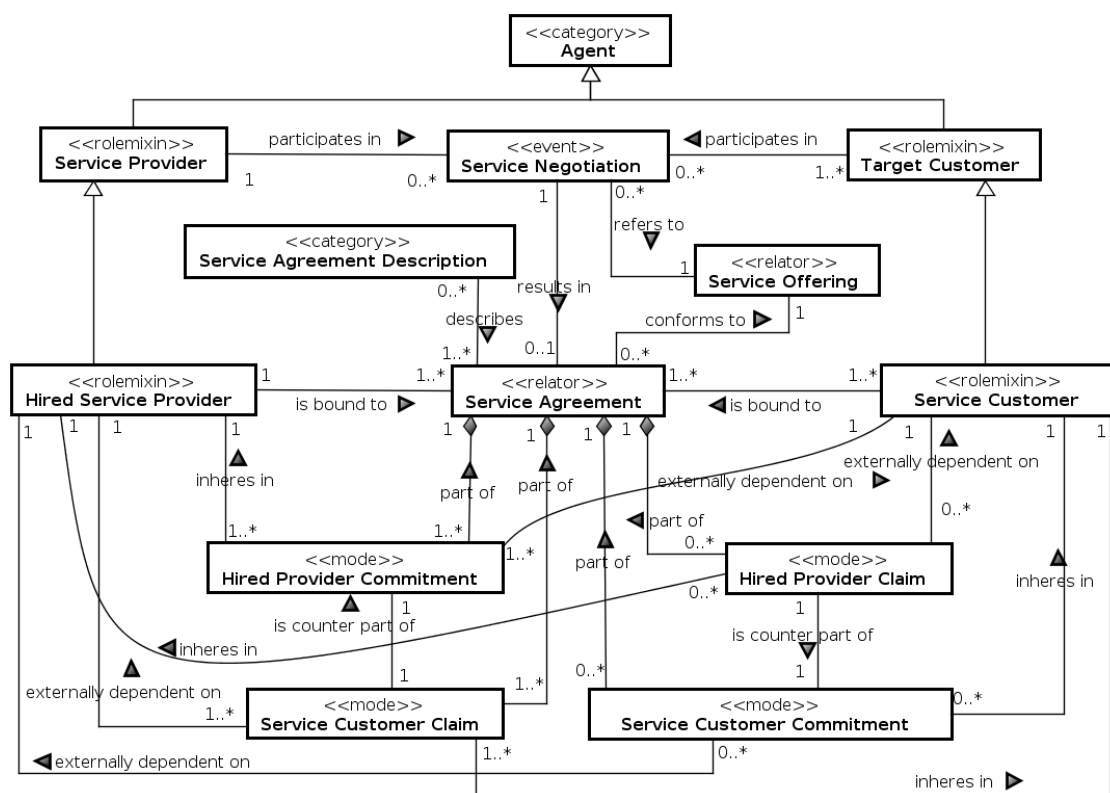 <<category>>
Agent
<<rolemixin>>
Service Provider
participates in
1
0..*
<<event>>
Service Negotiation
participates in
0..*
1..*
<<rolemixin>>
Target Customer
1
0..*
refers to
1
<<category>>
Service Agreement Description
0..*
describes
1..*
results in
0..1
<<relator>>
Service Offering
1
conforms to
0..*
<<rolemixin>>
Hired Service Provider
1
1..*
is bound to
<<relator>>
Service Agreement
1..*
1..*
is bound to
<<rolemixin>>
Service Customer
1
1
1
1
1
1
1
1
1
1
1
1
inheres in
part of
part of
externally dependent on
externally dependent on
1..*
1..*
1..*
part of
part of
0..*
0..*
<<mode>>
Hired Provider Commitment
<<mode>>
Hired Provider Claim
inheres in
1
is counter part of
1
0..*
1
is counter part of
1
inheres in
externally dependent on
1..*
<<mode>>
Service Customer Claim
1..*
0..*
<<mode>>
Service Customer Commitment
0..*
1..*
0..*
externally dependent on
inheres in